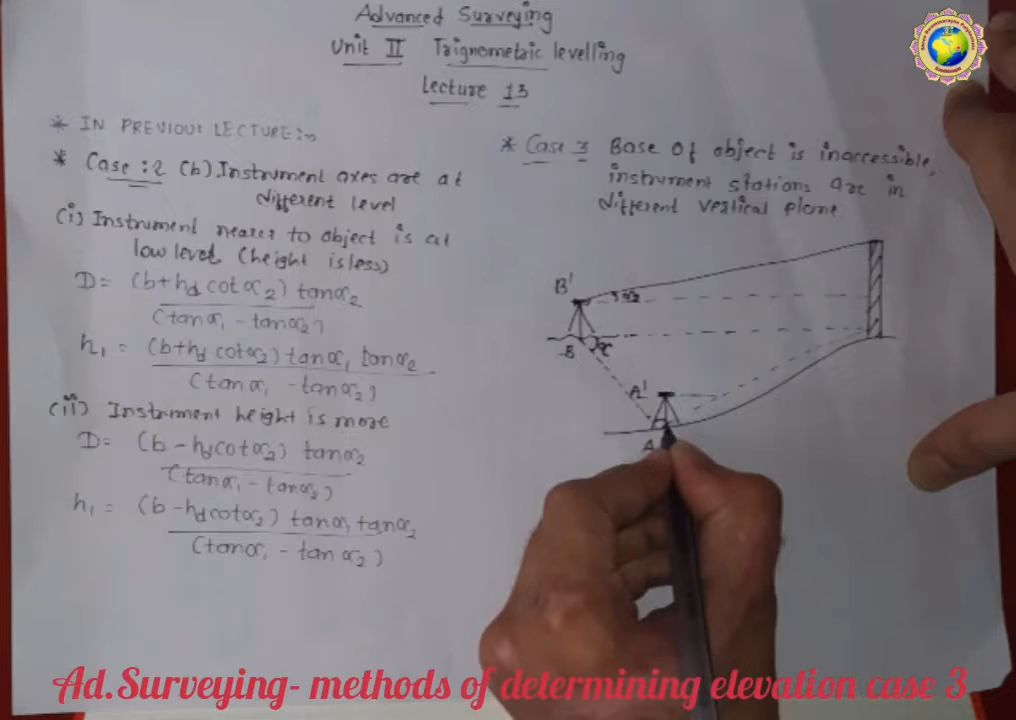 Advanced Surveying
Unit II Trignometric levelling
Lecture 13
* IN PREVIOUS LECTURE:~
* Case :2 (b) Instrument axes are at
different level
(i) Instrument nearer to object is at
low level (height is less)
D = (b + hd cot α2) tan α2
(tan α1 - tan α2)
h1 = (b + hd cot α2) tan α1 tan α2
(tan α1 - tan α2)
(ii) Instrument height is more
D = (b - hd cot α2) tan α2
(tan α1 - tan α2)
h1 = (b - hd cot α2) tan α1 tan α2
(tan α1 - tan α2)
* Case 3 Base of object is inaccessible,
instrument stations are in
different vertical plane
B'
α2
B
A'
A
Ad.Surveying- methods of determining elevation case 3